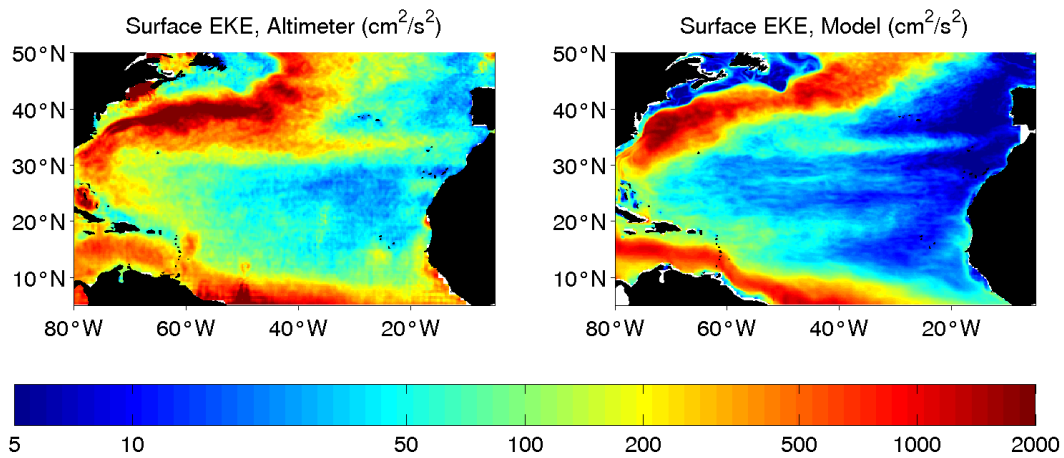 Surface EKE, Altimeter (cm²/s²)
Surface EKE, Model (cm²/s²)
50°N
40°N
30°N
20°N
10°N
80°W 60°W 40°W 20°W
50°N
40°N
30°N
20°N
10°N
80°W 60°W 40°W 20°W
5 10 50 100 200 500 1000 2000